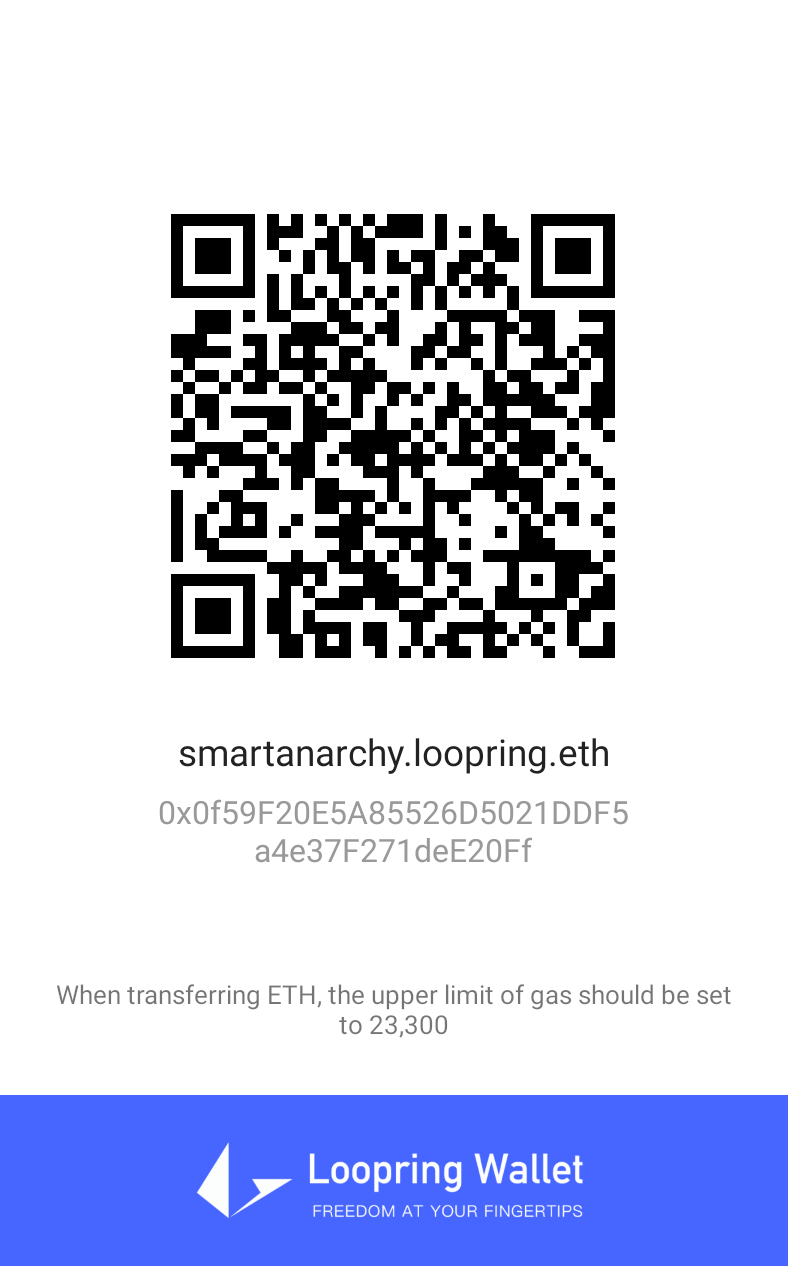 smartanarchy.loopring.eth
0x0f59F20E5A85526D5021DDF5
a4e37F271deE20Ff
When transferring ETH, the upper limit of gas should be set
to 23,300
Loopring Wallet
FREEDOM AT YOUR FINGERTIPS